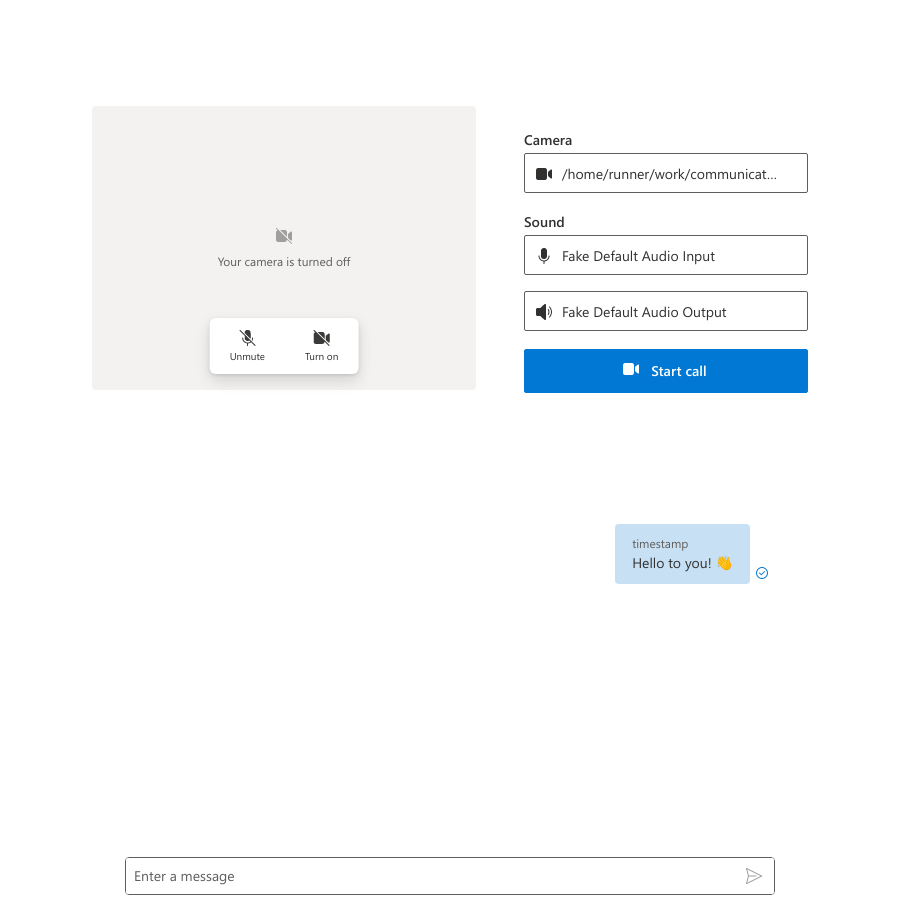 Your camera is turned off
Unmute
Turn on
Camera
/home/runner/work/communicat...
Sound
Fake Default Audio Input
Fake Default Audio Output
Start call
timestamp
Hello to you! 👋
Enter a message